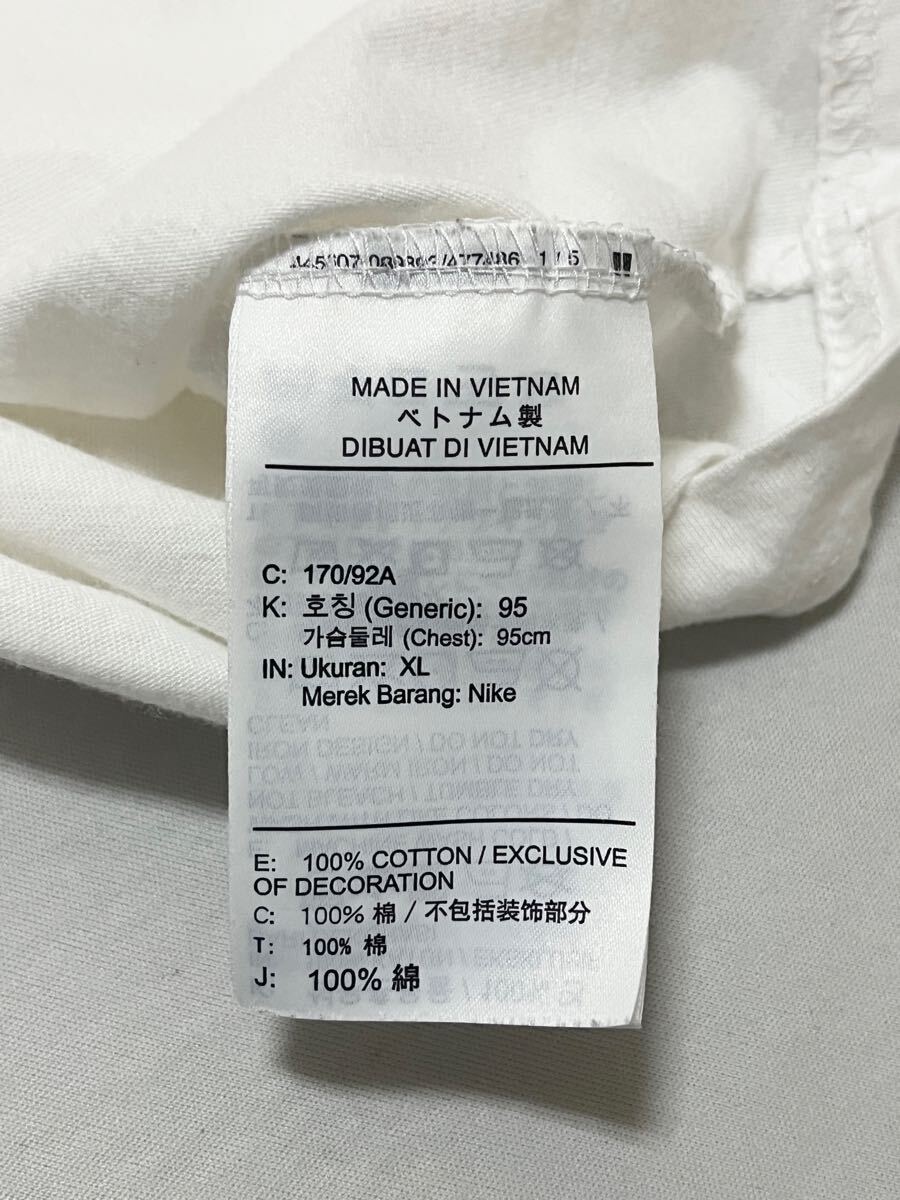 MADE IN VIETNAM
ベトナム製
DIBUAT DI VIETNAM
C: 170/92A
K: 호칭 (Generic): 95
가슴둘레 (Chest): 95cm
IN: Ukuran: XL
Merek Barang: Nike
E: 100% COTTON / EXCLUSIVE
OF DECORATION
C: 100% 棉 / 不包括装饰部分
T: 100% 棉
J: 100% 綿